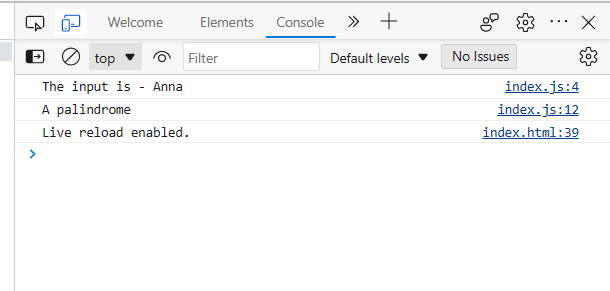 Welcome Elements Console
top Filter Default levels No Issues
The input is - Anna index.js:4
A palindrome index.js:12
Live reload enabled. index.html:39